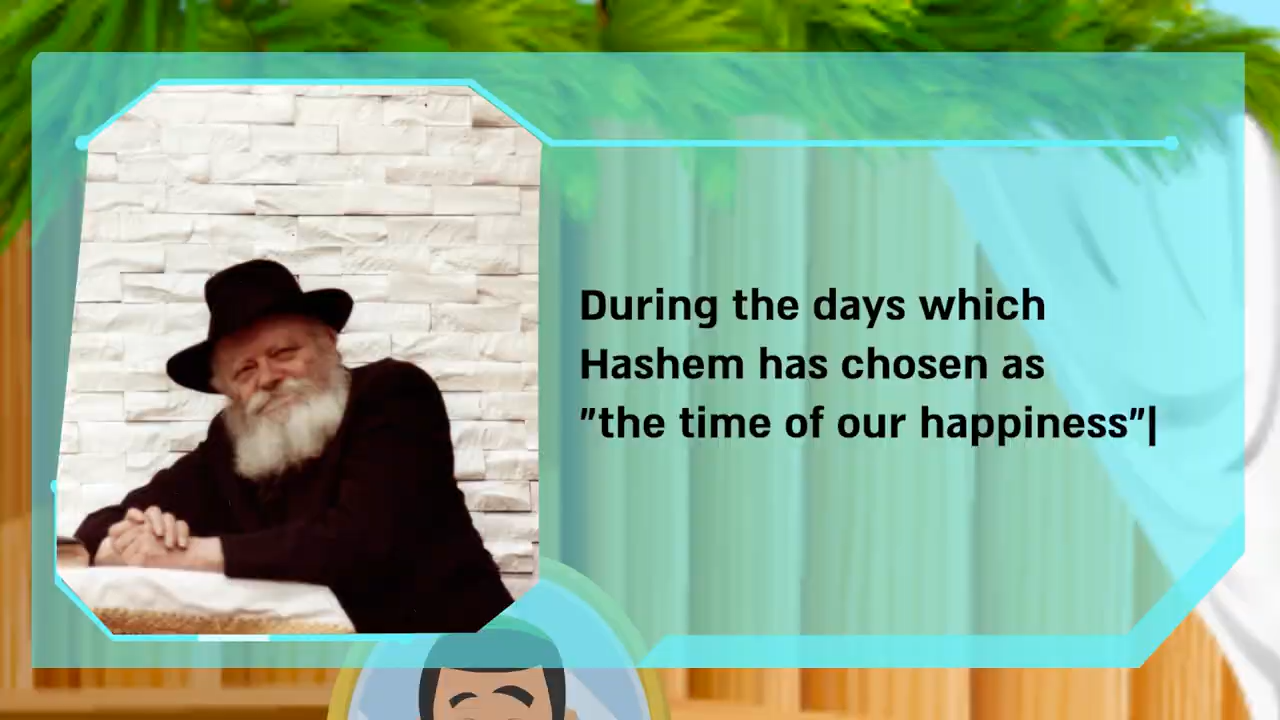 During the days which
Hashem has chosen as
"the time of our happiness"|